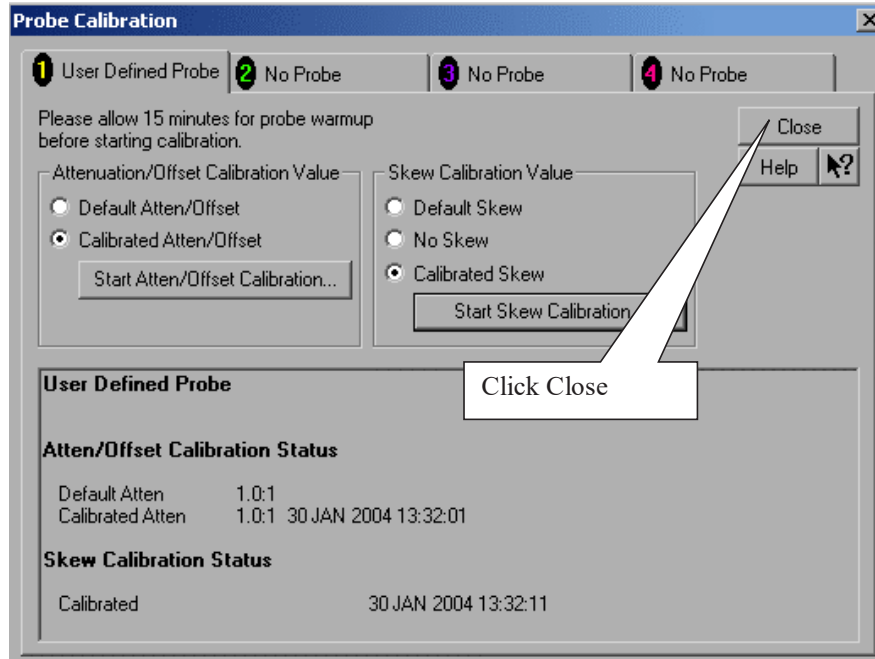 Probe Calibration
1 User Defined Probe 2 No Probe 3 No Probe 4 No Probe
Please allow 15 minutes for probe warmup
before starting calibration.
Close
Help ?
Attenuation/Offset Calibration Value
Default Atten/Offset
Calibrated Atten/Offset
Start Atten/Offset Calibration...
Skew Calibration Value
Default Skew
No Skew
Calibrated Skew
Start Skew Calibration
Click Close
User Defined Probe
Atten/Offset Calibration Status
Default Atten 1.0:1
Calibrated Atten 1.0:1 30 JAN 2004 13:32:01
Skew Calibration Status
Calibrated 30 JAN 2004 13:32:11